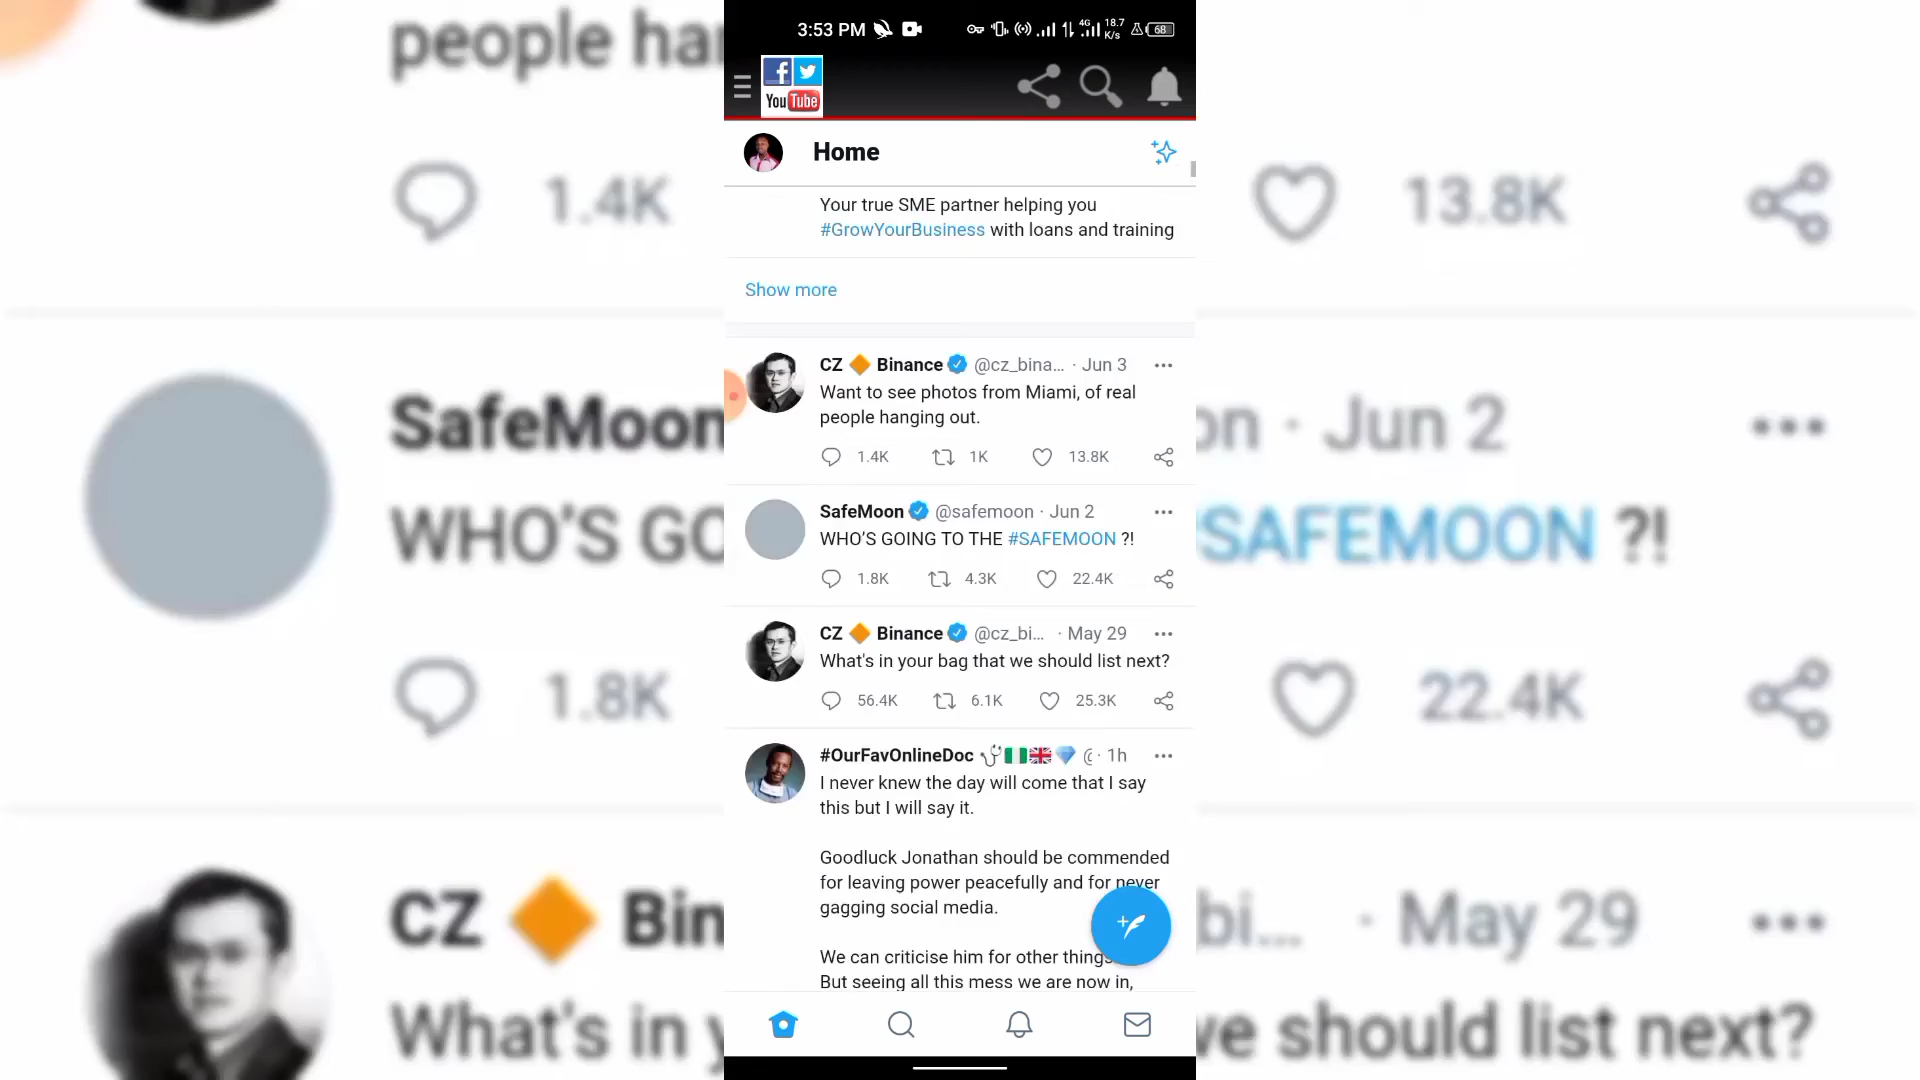 3:53 PM 4G 18.7 K/s 68
f
You Tube
Home
Your true SME partner helping you
#GrowYourBusiness with loans and training
Show more
CZ 🔶 Binance @cz_bina... · Jun 3
Want to see photos from Miami, of real
people hanging out.
1.4K 1K 13.8K
SafeMoon @safemoon · Jun 2
WHO'S GOING TO THE #SAFEMOON ?!
1.8K 4.3K 22.4K
CZ 🔶 Binance @cz_bi... · May 29
What's in your bag that we should list next?
56.4K 6.1K 25.3K
#OurFavOnlineDoc 🩺🇳🇬🇬🇧💎 @ · 1h
I never knew the day will come that I say
this but I will say it.
Goodluck Jonathan should be commended
for leaving power peacefully and for never
gagging social media.
We can criticise him for other things
But seeing all this mess we are now in,
people han
1.4K 13.8K
SafeMoon on · Jun 2
WHO'S GO SAFEMOON ?!
1.8K 22.4K
CZ 🔶 Bin bi... · May 29
What's in y we should list next?